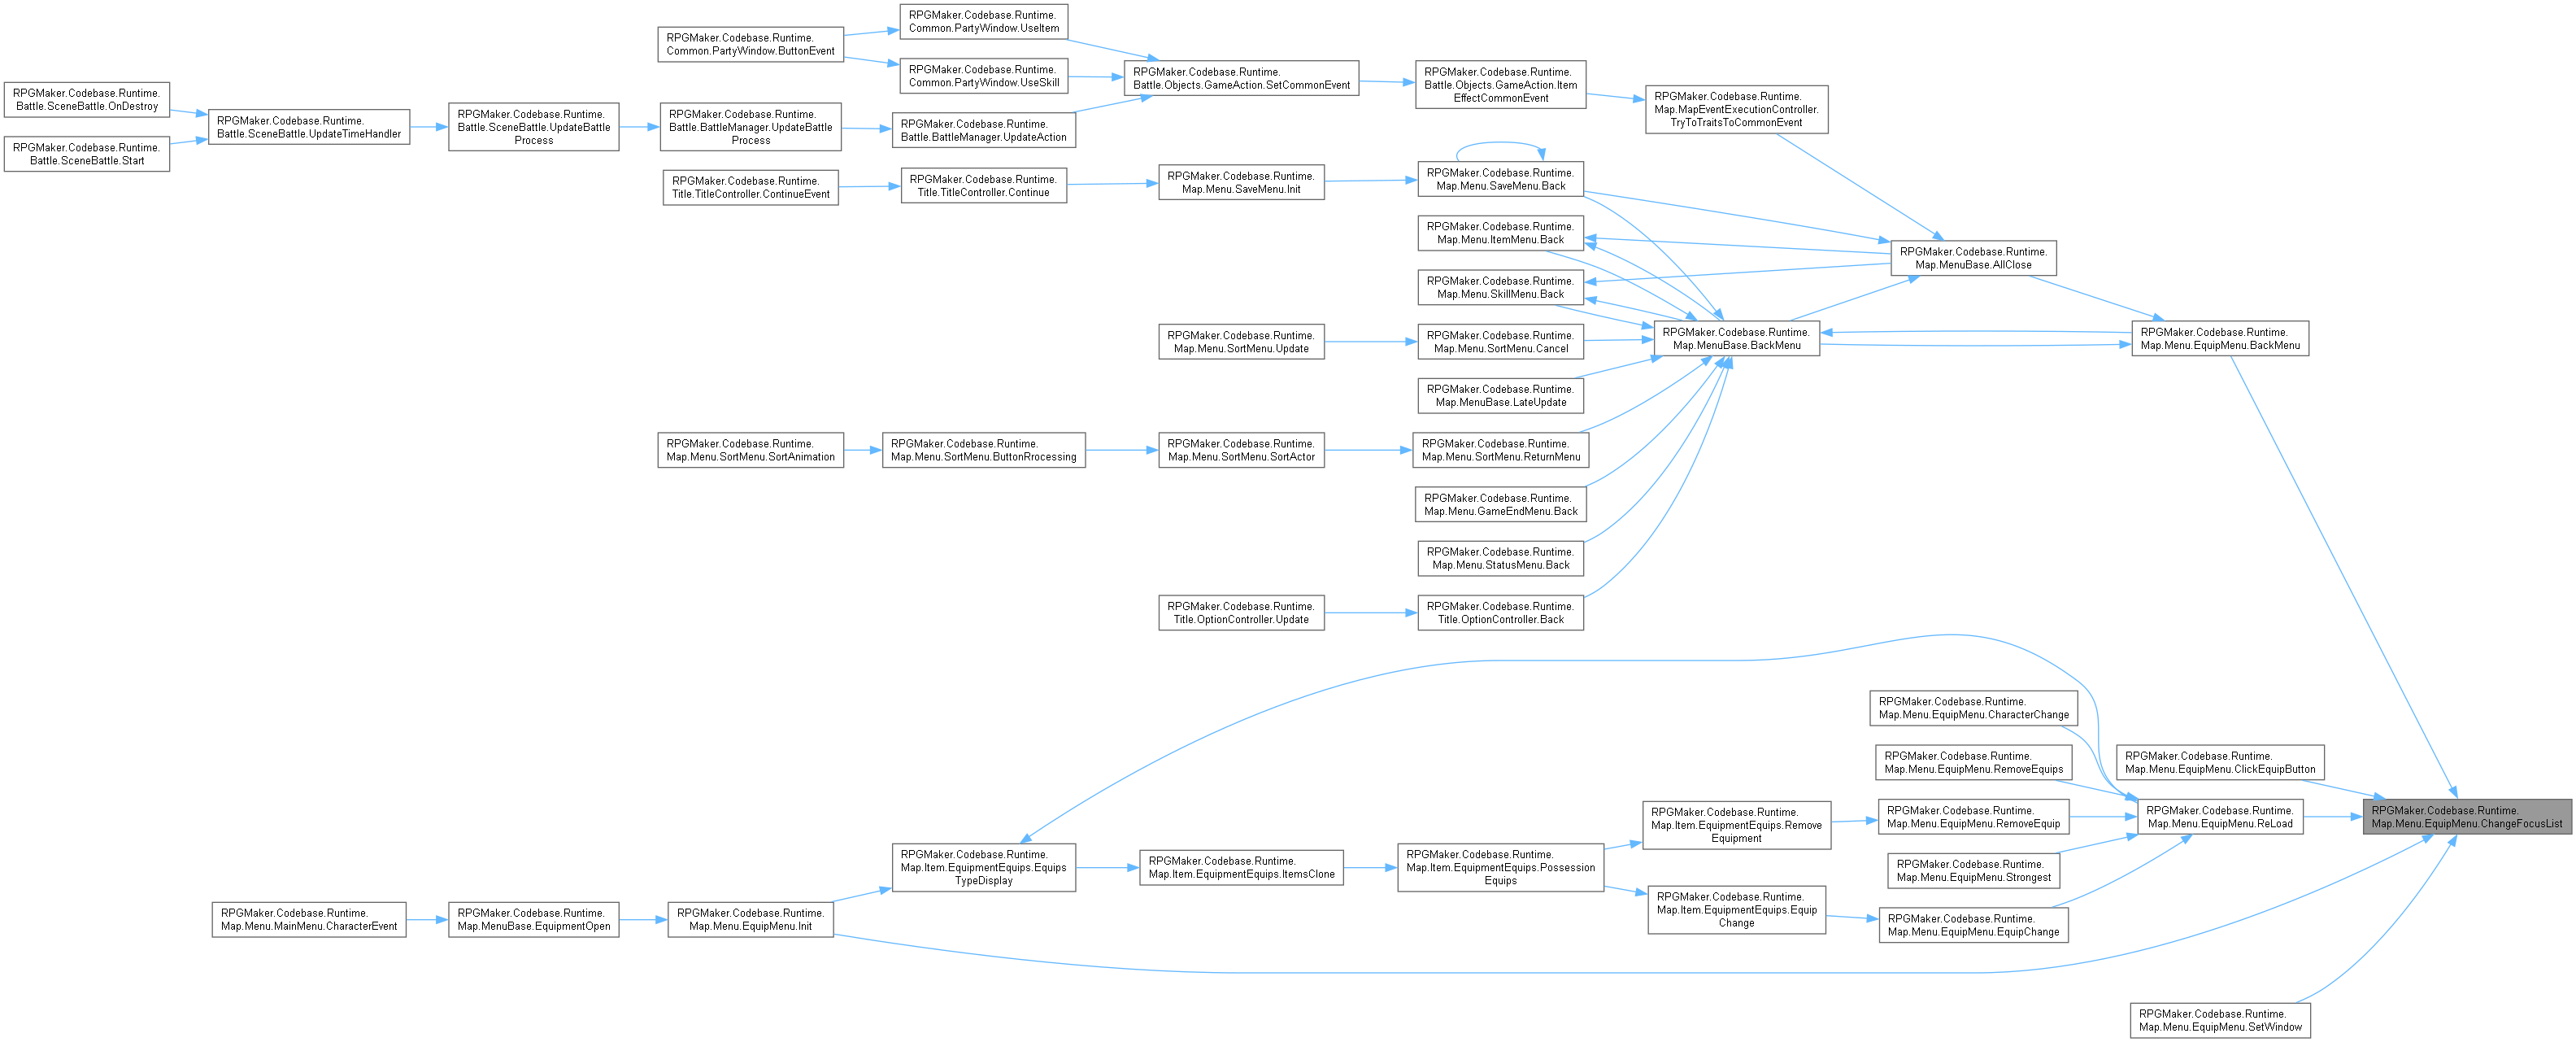 RPGMaker.Codebase.Runtime.
Common.PartyWindow.UseItem
RPGMaker.Codebase.Runtime.
Common.PartyWindow.ButtonEvent
RPGMaker.Codebase.Runtime.
Common.PartyWindow.UseSkill
RPGMaker.Codebase.Runtime.
Battle.Objects.GameAction.SetCommonEvent
RPGMaker.Codebase.Runtime.
Battle.Objects.GameAction.Item
EffectCommonEvent
RPGMaker.Codebase.Runtime.
Map.MapEventExecutionController.
TryToTraitsToCommonEvent
RPGMaker.Codebase.Runtime.
Battle.SceneBattle.OnDestroy
RPGMaker.Codebase.Runtime.
Battle.SceneBattle.Start
RPGMaker.Codebase.Runtime.
Battle.SceneBattle.UpdateTimeHandler
RPGMaker.Codebase.Runtime.
Battle.SceneBattle.UpdateBattle
Process
RPGMaker.Codebase.Runtime.
Battle.BattleManager.UpdateBattle
Process
RPGMaker.Codebase.Runtime.
Battle.BattleManager.UpdateAction
RPGMaker.Codebase.Runtime.
Title.TitleController.ContinueEvent
RPGMaker.Codebase.Runtime.
Title.TitleController.Continue
RPGMaker.Codebase.Runtime.
Map.Menu.SaveMenu.Init
RPGMaker.Codebase.Runtime.
Map.Menu.SaveMenu.Back
RPGMaker.Codebase.Runtime.
Map.Menu.ItemMenu.Back
RPGMaker.Codebase.Runtime.
Map.MenuBase.AllClose
RPGMaker.Codebase.Runtime.
Map.Menu.SkillMenu.Back
RPGMaker.Codebase.Runtime.
Map.Menu.SortMenu.Update
RPGMaker.Codebase.Runtime.
Map.Menu.SortMenu.Cancel
RPGMaker.Codebase.Runtime.
Map.MenuBase.BackMenu
RPGMaker.Codebase.Runtime.
Map.Menu.EquipMenu.BackMenu
RPGMaker.Codebase.Runtime.
Map.MenuBase.LateUpdate
RPGMaker.Codebase.Runtime.
Map.Menu.SortMenu.SortAnimation
RPGMaker.Codebase.Runtime.
Map.Menu.SortMenu.ButtonRrocessing
RPGMaker.Codebase.Runtime.
Map.Menu.SortMenu.SortActor
RPGMaker.Codebase.Runtime.
Map.Menu.SortMenu.ReturnMenu
RPGMaker.Codebase.Runtime.
Map.Menu.GameEndMenu.Back
RPGMaker.Codebase.Runtime.
Map.Menu.StatusMenu.Back
RPGMaker.Codebase.Runtime.
Title.OptionController.Update
RPGMaker.Codebase.Runtime.
Title.OptionController.Back
RPGMaker.Codebase.Runtime.
Map.Menu.EquipMenu.CharacterChange
RPGMaker.Codebase.Runtime.
Map.Menu.EquipMenu.RemoveEquips
RPGMaker.Codebase.Runtime.
Map.Menu.EquipMenu.ClickEquipButton
RPGMaker.Codebase.Runtime.
Map.Item.EquipmentEquips.Remove
Equipment
RPGMaker.Codebase.Runtime.
Map.Menu.EquipMenu.RemoveEquip
RPGMaker.Codebase.Runtime.
Map.Menu.EquipMenu.ReLoad
RPGMaker.Codebase.Runtime.
Map.Menu.EquipMenu.ChangeFocusList
RPGMaker.Codebase.Runtime.
Map.Item.EquipmentEquips.Equips
TypeDisplay
RPGMaker.Codebase.Runtime.
Map.Item.EquipmentEquips.ItemsClone
RPGMaker.Codebase.Runtime.
Map.Item.EquipmentEquips.Possession
Equips
RPGMaker.Codebase.Runtime.
Map.Menu.EquipMenu.Strongest
RPGMaker.Codebase.Runtime.
Map.Item.EquipmentEquips.Equip
Change
RPGMaker.Codebase.Runtime.
Map.Menu.EquipMenu.EquipChange
RPGMaker.Codebase.Runtime.
Map.Menu.MainMenu.CharacterEvent
RPGMaker.Codebase.Runtime.
Map.MenuBase.EquipmentOpen
RPGMaker.Codebase.Runtime.
Map.Menu.EquipMenu.Init
RPGMaker.Codebase.Runtime.
Map.Menu.EquipMenu.SetWindow